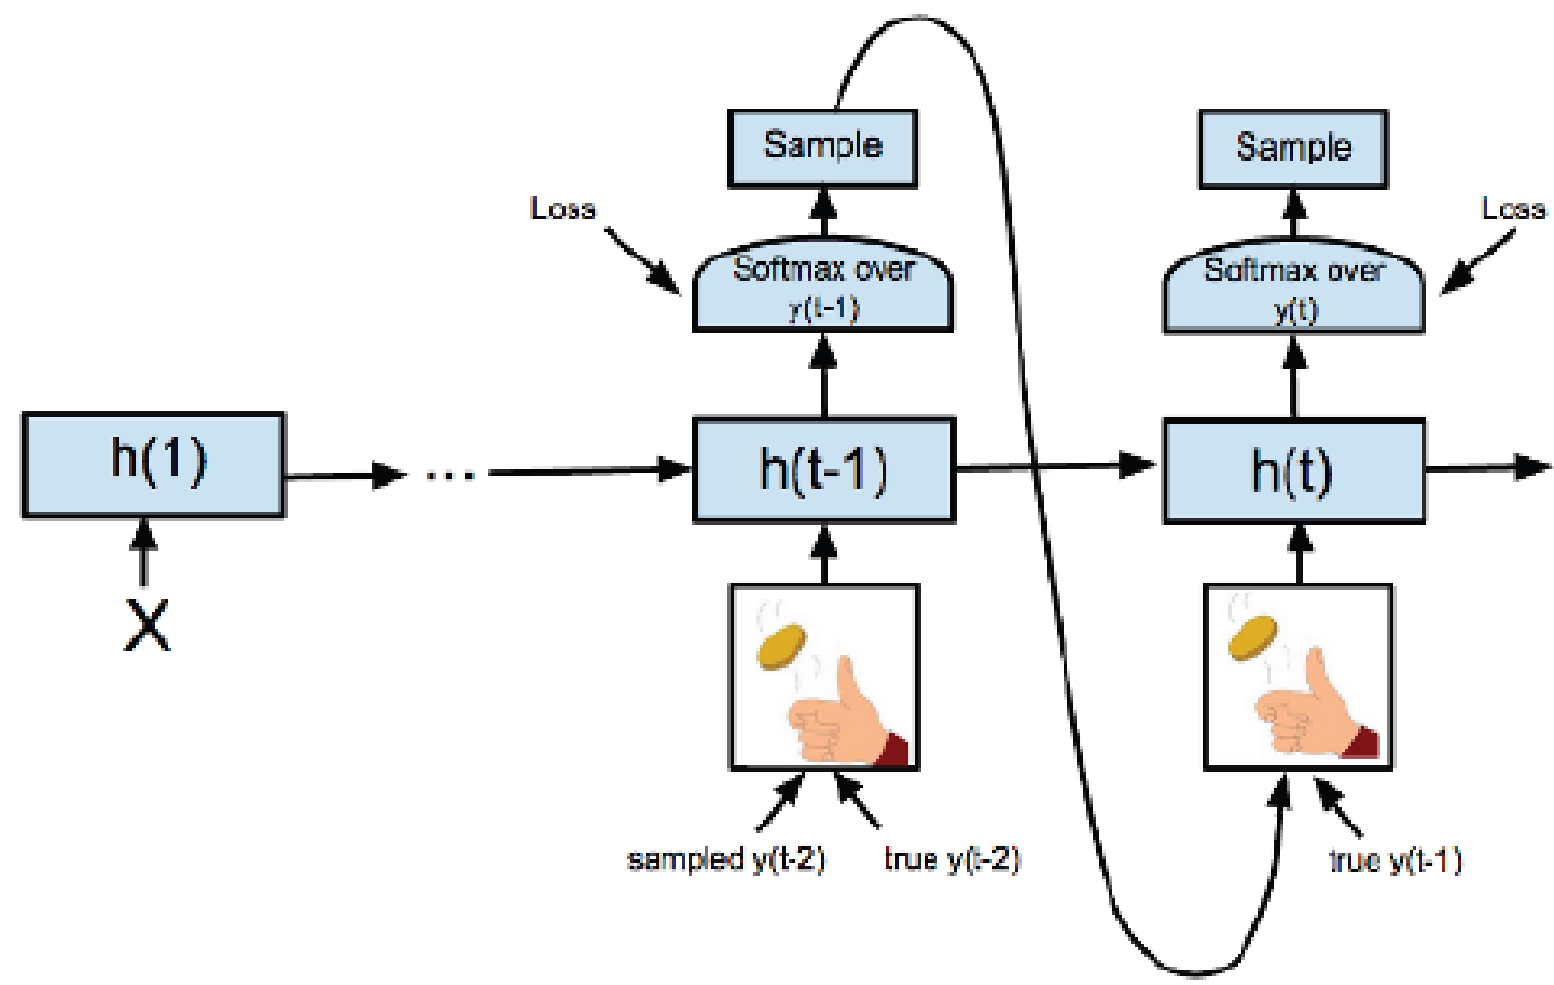 Sample
Sample
Loss
Loss
Softmax over
y(t-1)
Softmax over
y(t)
h(1)
...
h(t-1)
h(t)
X
sampled y(t-2)
true y(t-2)
true y(t-1)